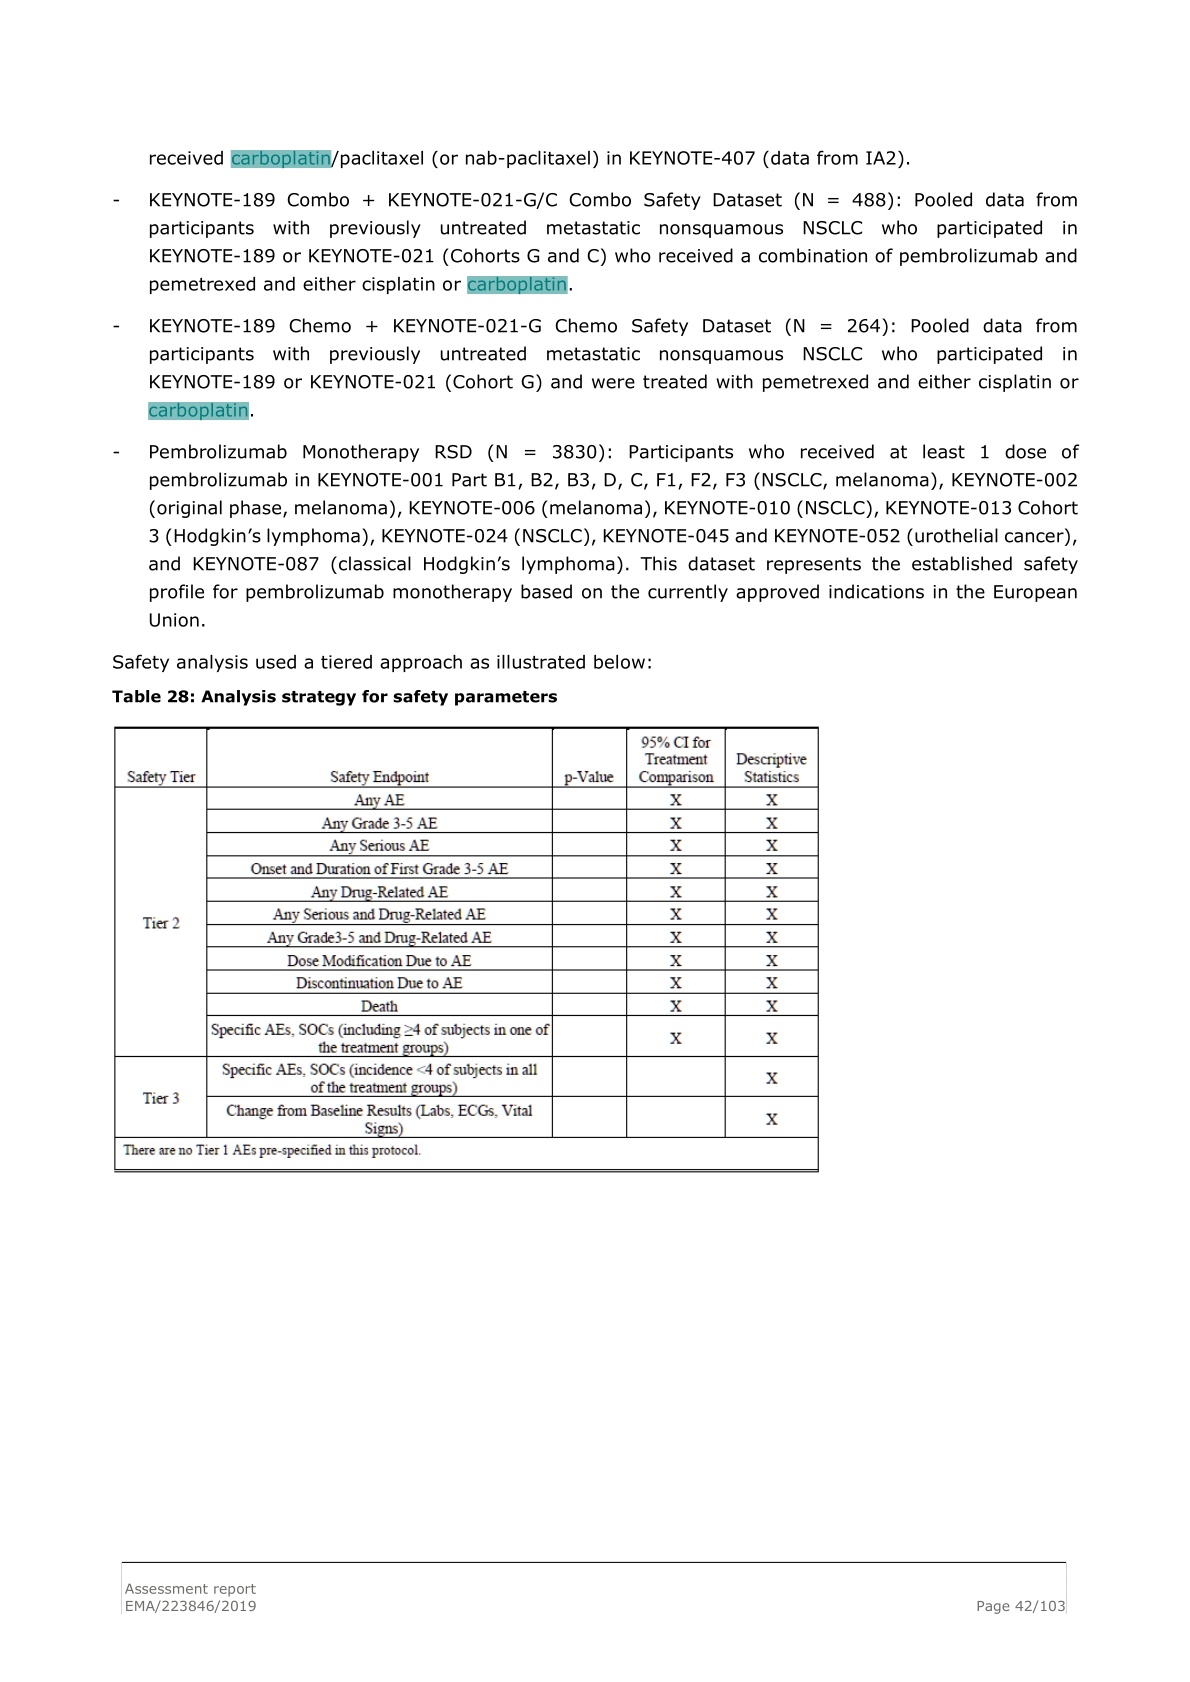 received carboplatin/paclitaxel (or nab-paclitaxel) in KEYNOTE-407 (data from IA2).
- KEYNOTE-189 Combo + KEYNOTE-021-G/C Combo Safety Dataset (N = 488): Pooled data from
participants with previously untreated metastatic nonsquamous NSCLC who participated in
KEYNOTE-189 or KEYNOTE-021 (Cohorts G and C) who received a combination of pembrolizumab and
pemetrexed and either cisplatin or carboplatin.
- KEYNOTE-189 Chemo + KEYNOTE-021-G Chemo Safety Dataset (N = 264): Pooled data from
participants with previously untreated metastatic nonsquamous NSCLC who participated in
KEYNOTE-189 or KEYNOTE-021 (Cohort G) and were treated with pemetrexed and either cisplatin or
carboplatin.
- Pembrolizumab Monotherapy RSD (N = 3830): Participants who received at least 1 dose of
pembrolizumab in KEYNOTE-001 Part B1, B2, B3, D, C, F1, F2, F3 (NSCLC, melanoma), KEYNOTE-002
(original phase, melanoma), KEYNOTE-006 (melanoma), KEYNOTE-010 (NSCLC), KEYNOTE-013 Cohort
3 (Hodgkin's lymphoma), KEYNOTE-024 (NSCLC), KEYNOTE-045 and KEYNOTE-052 (urothelial cancer),
and KEYNOTE-087 (classical Hodgkin's lymphoma). This dataset represents the established safety
profile for pembrolizumab monotherapy based on the currently approved indications in the European
Union.
Safety analysis used a tiered approach as illustrated below:
Table 28: Analysis strategy for safety parameters
Safety Tier Safety Endpoint p-Value 95% CI for Treatment Comparison Descriptive Statistics
Tier 2
Any AE X X
Any Grade 3-5 AE X X
Any Serious AE X X
Onset and Duration of First Grade 3-5 AE X X
Any Drug-Related AE X X
Any Serious and Drug-Related AE X X
Any Grade3-5 and Drug-Related AE X X
Dose Modification Due to AE X X
Discontinuation Due to AE X X
Death X X
Specific AEs, SOCs (including ≥4 of subjects in one of
the treatment groups) X X
Tier 3
Specific AEs, SOCs (incidence <4 of subjects in all
of the treatment groups) X
Change from Baseline Results (Labs, ECGs, Vital
Signs) X
There are no Tier 1 AEs pre-specified in this protocol.
Assessment report
EMA/223846/2019 Page 42/103